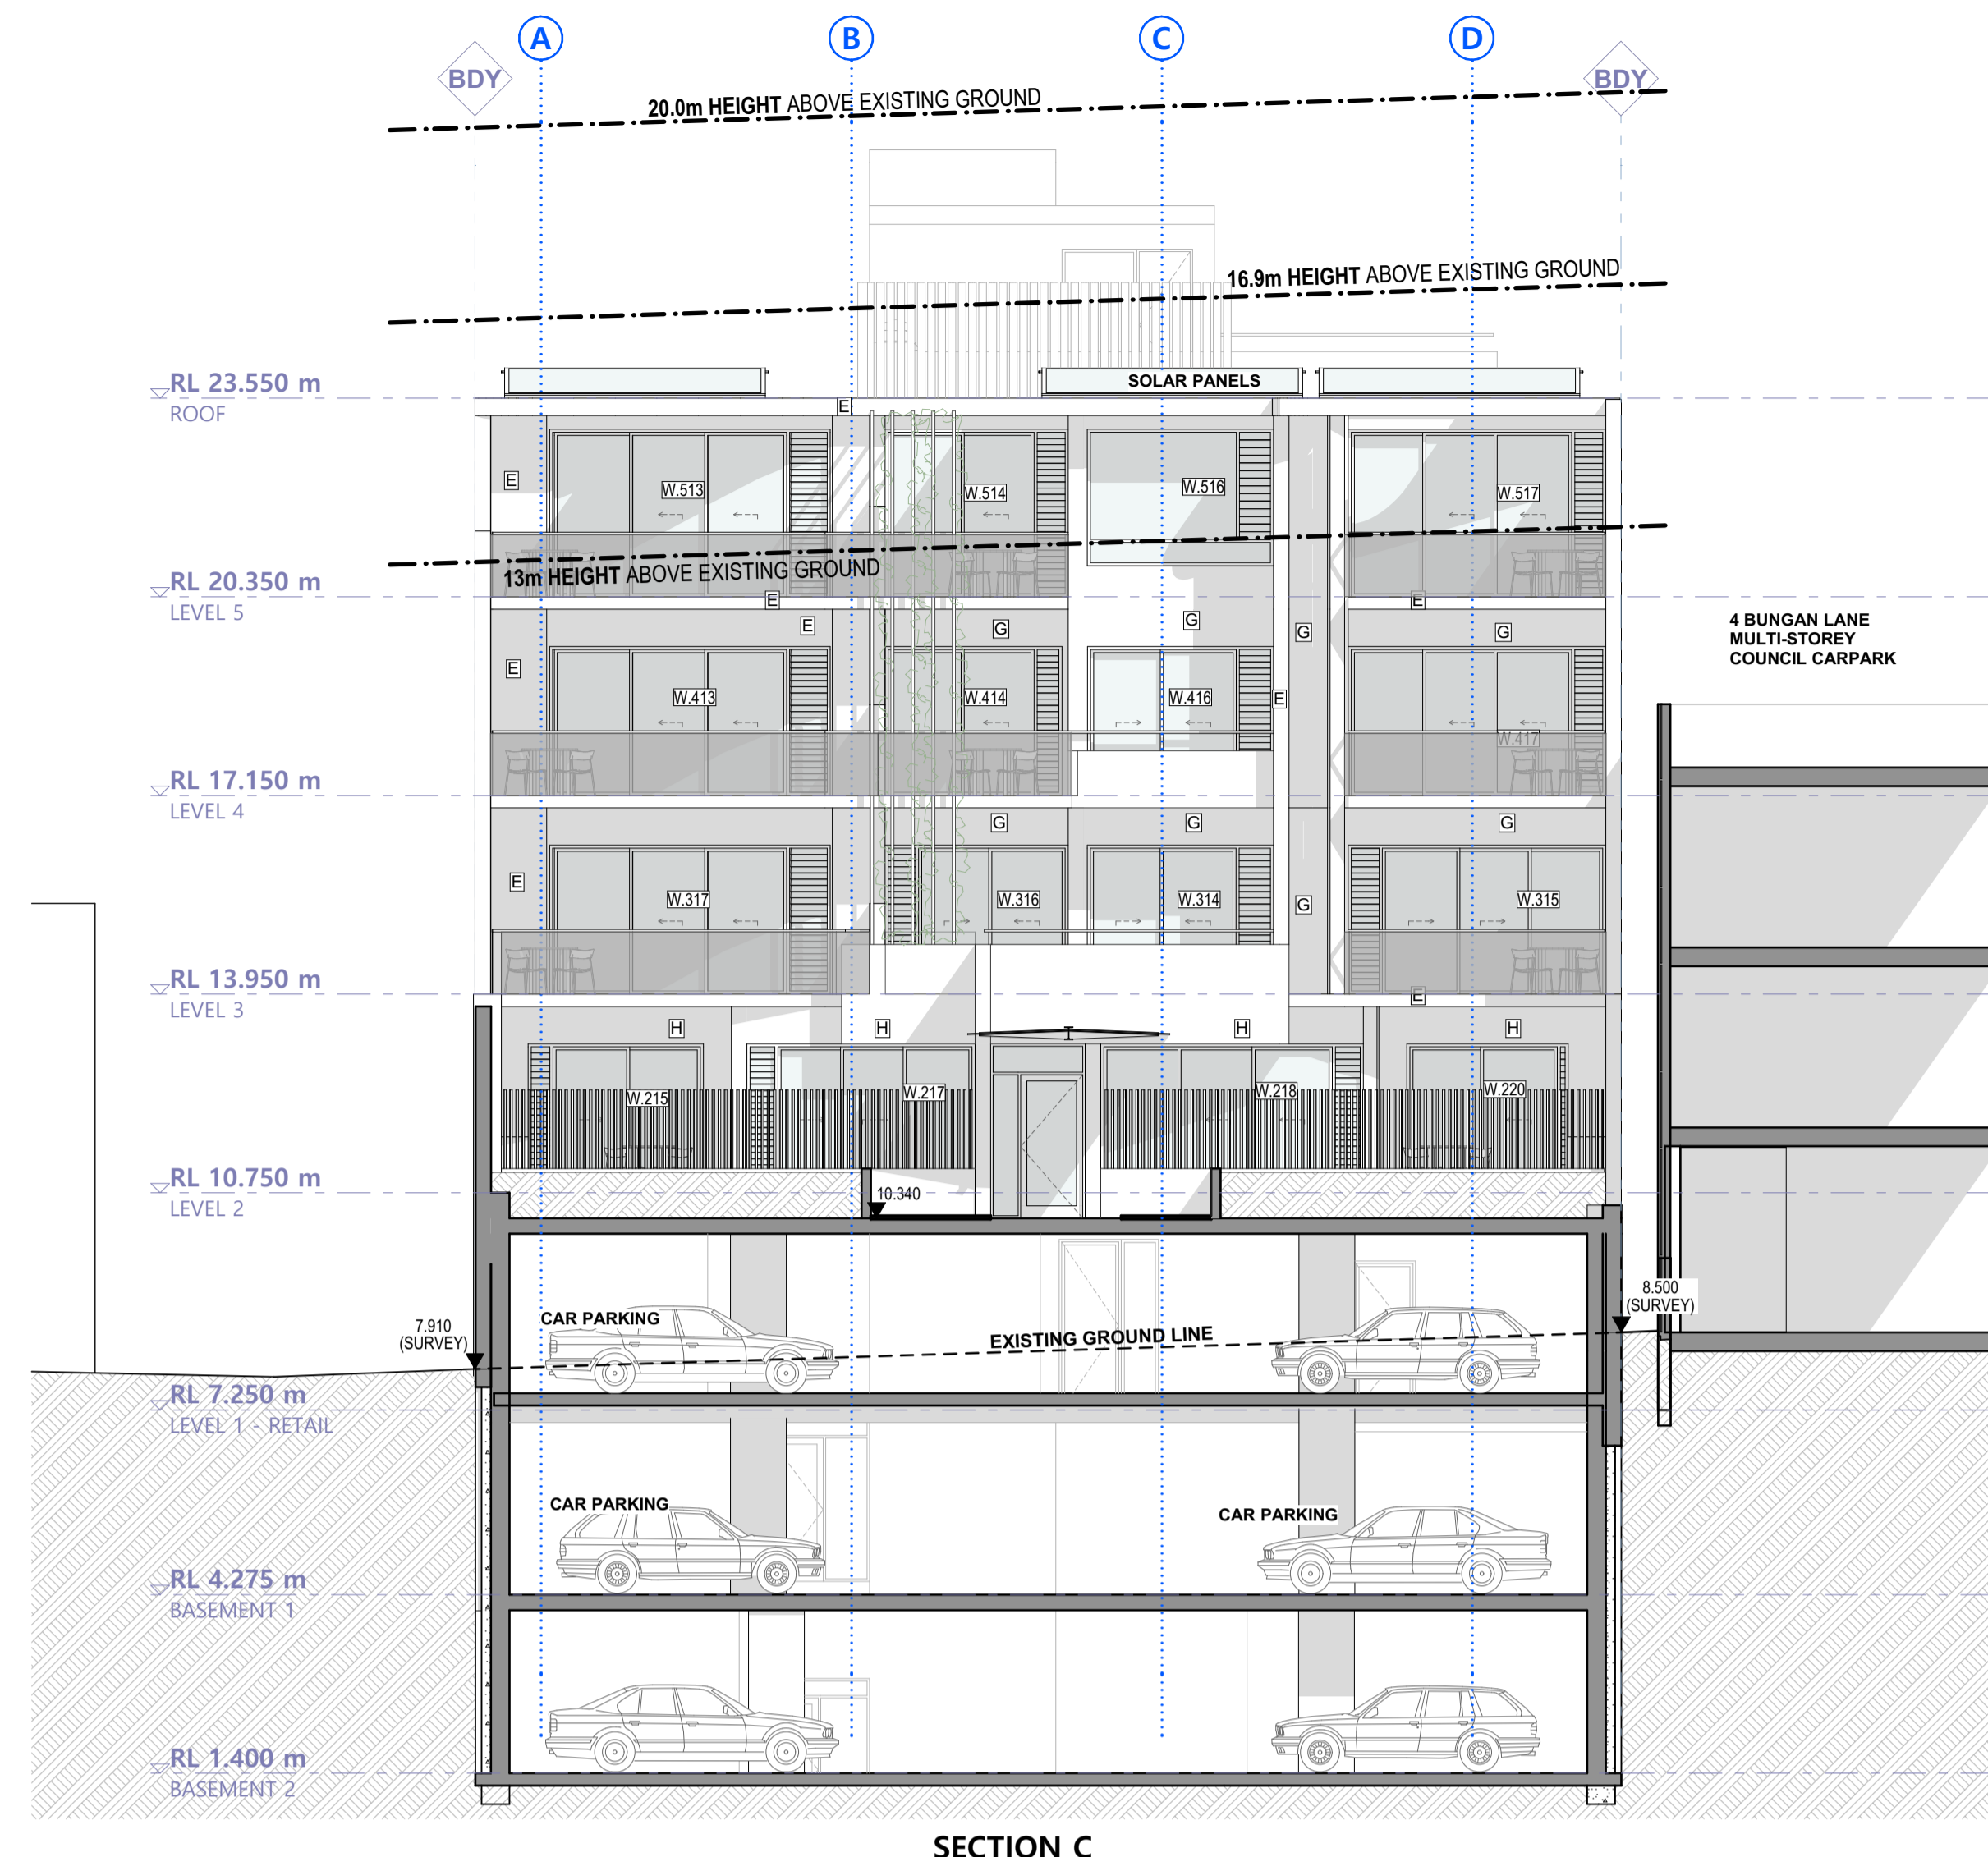 A B C D
BDY BDY
20.0m HEIGHT ABOVE EXISTING GROUND
16.9m HEIGHT ABOVE EXISTING GROUND
RL 23.550 m
ROOF
SOLAR PANELS
E
E
W.513
W.514
W.516
W.517
13m HEIGHT ABOVE EXISTING GROUND
RL 20.350 m
LEVEL 5
E
E
E
G
G
G
G
4 BUNGAN LANE
MULTI-STOREY
COUNCIL CARPARK
E
W.413
W.414
W.416
E
W.417
RL 17.150 m
LEVEL 4
G
G
G
E
W.317
W.316
W.314
G
W.315
RL 13.950 m
LEVEL 3
E
H
H
I
H
H
W.215
W.217
W.218
W.220
RL 10.750 m
LEVEL 2
10.340
7.910
(SURVEY)
CAR PARKING
EXISTING GROUND LINE
8.500
(SURVEY)
RL 7.250 m
LEVEL 1 - RETAIL
CAR PARKING
CAR PARKING
RL 4.275 m
BASEMENT 1
RL 1.400 m
BASEMENT 2
SECTION C